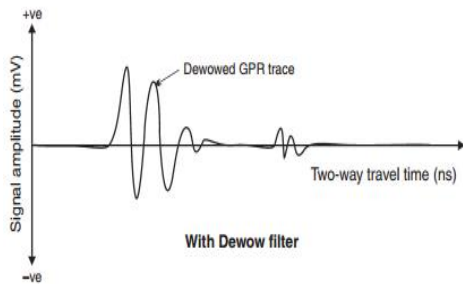 +ve
Signal amplitude (mV)
Dewowed GPR trace
Two-way travel time (ns)
With Dewow filter
–ve